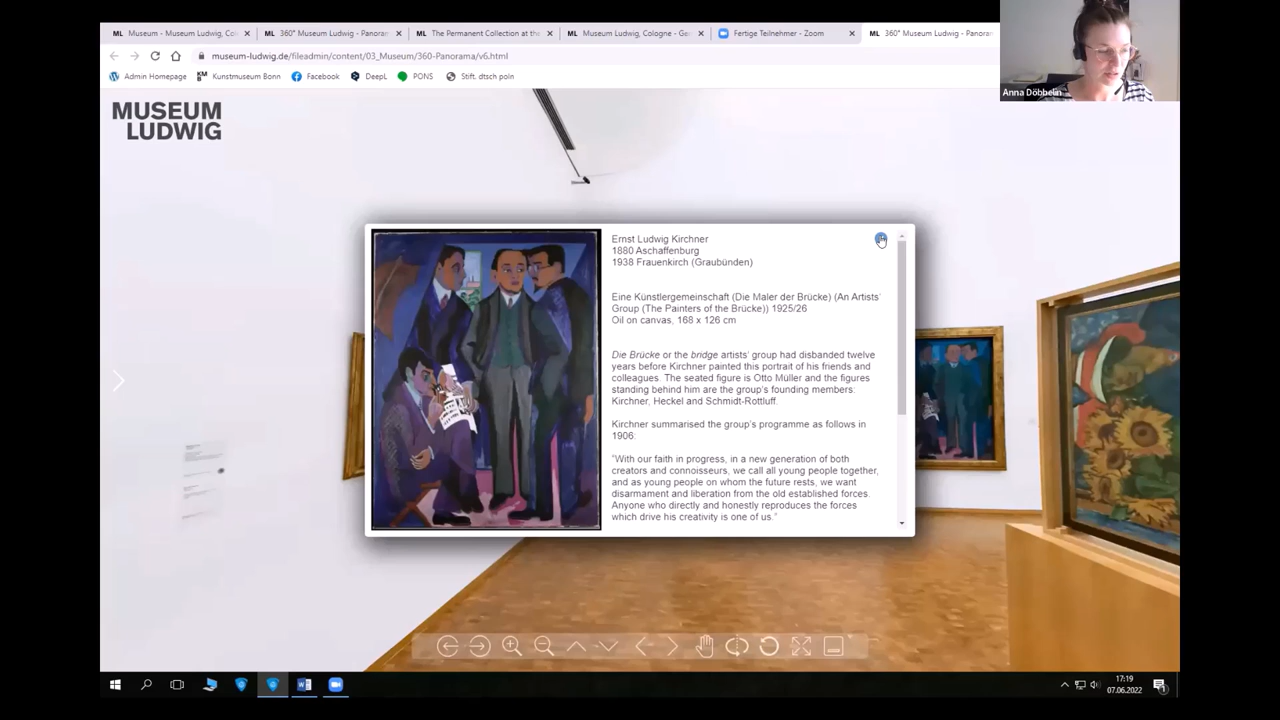 Museum - Museum Ludwig, Co
360° Museum Ludwig - Panoran
The Permanent Collection at the
Museum Ludwig, Cologne - Ge
Fertige Teilnehmer - Zoom
360° Museum Ludwig - Panoran
museum-ludwig.de/fileadmin/content/03_Museum/360-Panorama/v6.html
Admin Homepage
Kunstmuseum Bonn
Facebook
DeepL
PONS
Stift. dtsch poln
Anna Döbbelin
MUSEUM
LUDWIG
Ernst Ludwig Kirchner
1880 Aschaffenburg
1938 Frauenkirch (Graubünden)
Eine Künstlergemeinschaft (Die Maler der Brücke) (An Artists'
Group (The Painters of the Brücke)) 1925/26
Oil on canvas, 168 x 126 cm
Die Brücke or the bridge artists' group had disbanded twelve
years before Kirchner painted this portrait of his friends and
colleagues. The seated figure is Otto Müller and the figures
standing behind him are the group's founding members:
Kirchner, Heckel and Schmidt-Rottluff.
Kirchner summarised the group's programme as follows in
1906:
"With our faith in progress, in a new generation of both
creators and connoisseurs, we call all young people together,
and as young people on whom the future rests, we want
disarmament and liberation from the old established forces.
Anyone who directly and honestly reproduces the forces
which drive his creativity is one of us."
17:19
07.06.2022